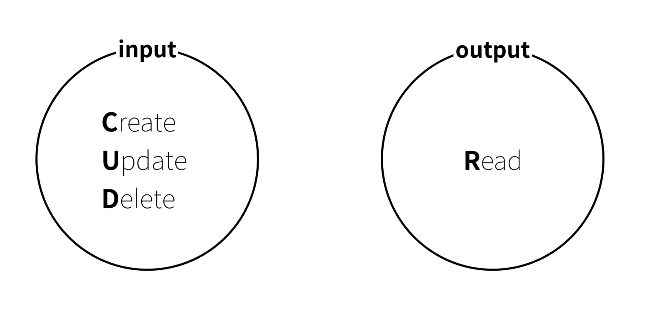 input
Create
Update
Delete
output
Read